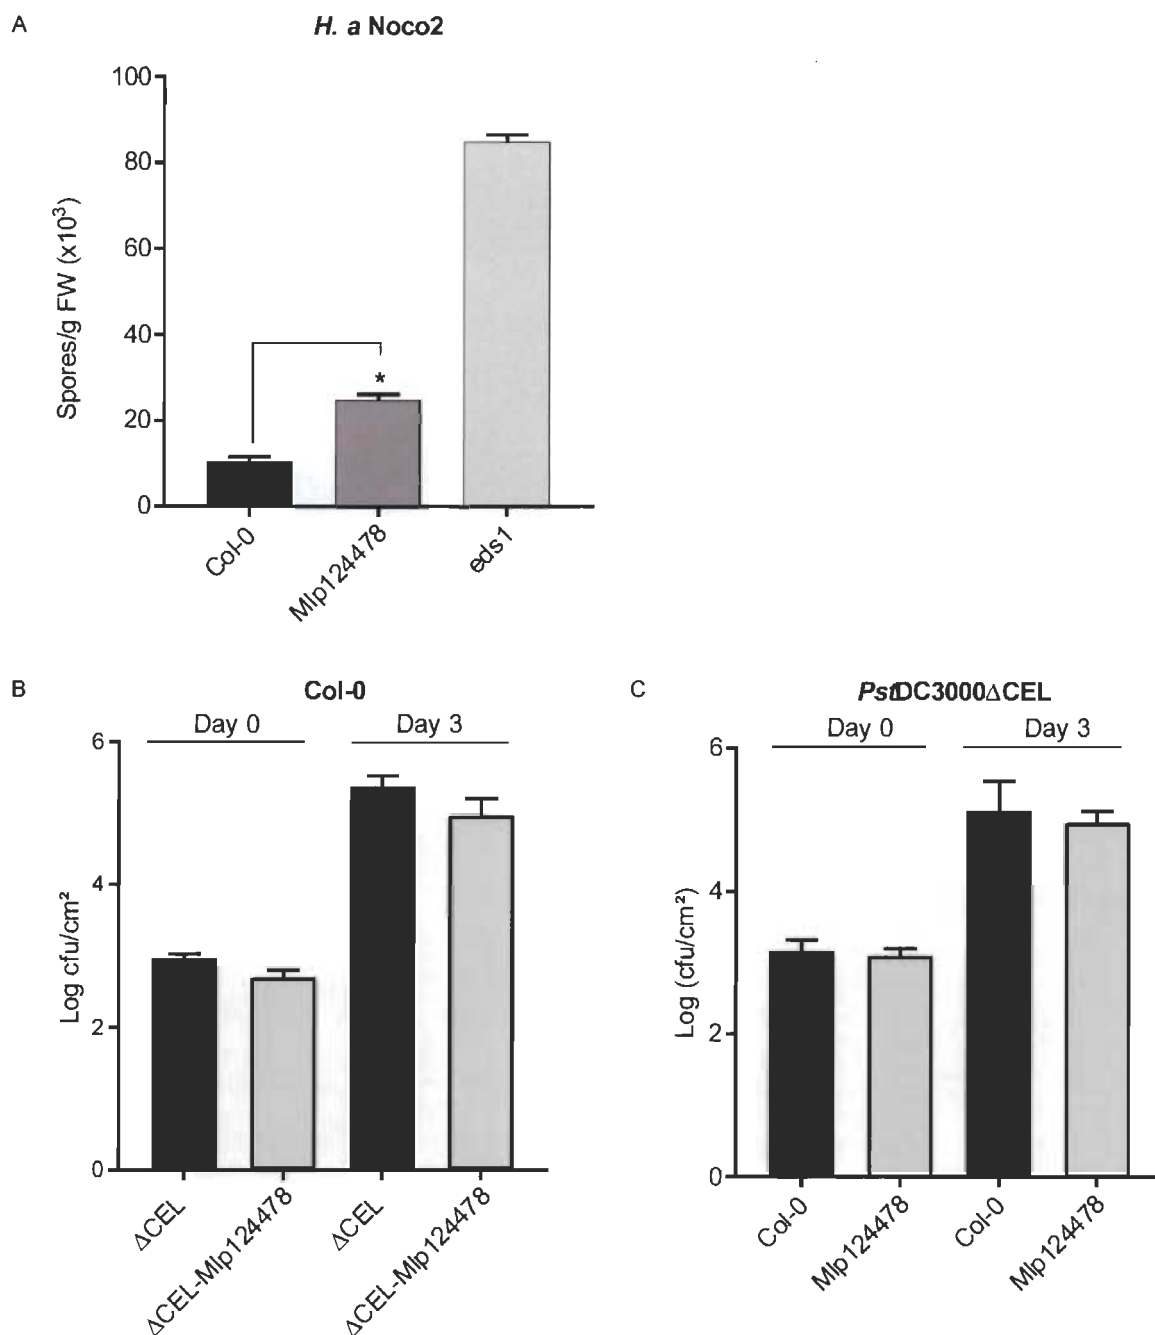 A
H. a Noco2
100
80
60
40
20
0
Spores/g FW (x10³)
*
Col-0
Mlp124478
eds1
B
Col-0
Day 0
Day 3
6
4
2
0
Log cfu/cm²
ΔCEL
ΔCEL-Mlp124478
ΔCEL
ΔCEL-Mlp124478
C
PstDC3000ΔCEL
Day 0
Day 3
6
4
2
0
Log (cfu/cm²)
Col-0
Mlp124478
Col-0
Mlp124478